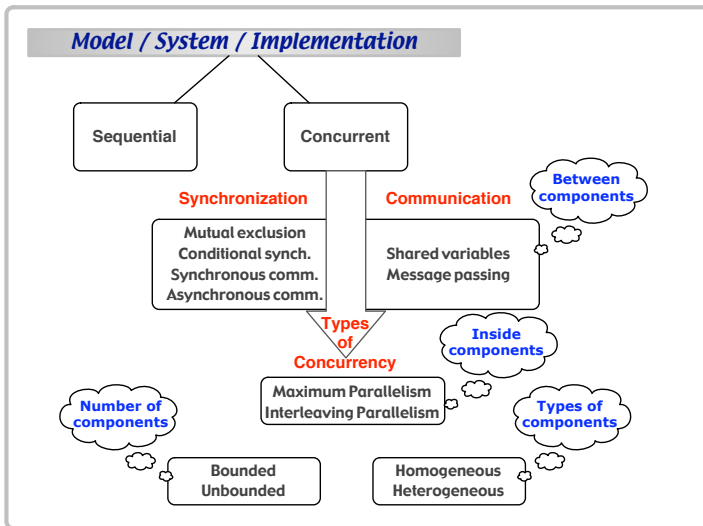 Model / System / Implementation
Sequential
Concurrent
Between
components
Synchronization
Communication
Mutual exclusion
Conditional synch.
Synchronous comm.
Asynchronous comm.
Shared variables
Message passing
Types
of
Concurrency
Inside
components
Maximum Parallelism
Interleaving Parallelism
Number of
components
Types of
components
Bounded
Unbounded
Homogeneous
Heterogeneous